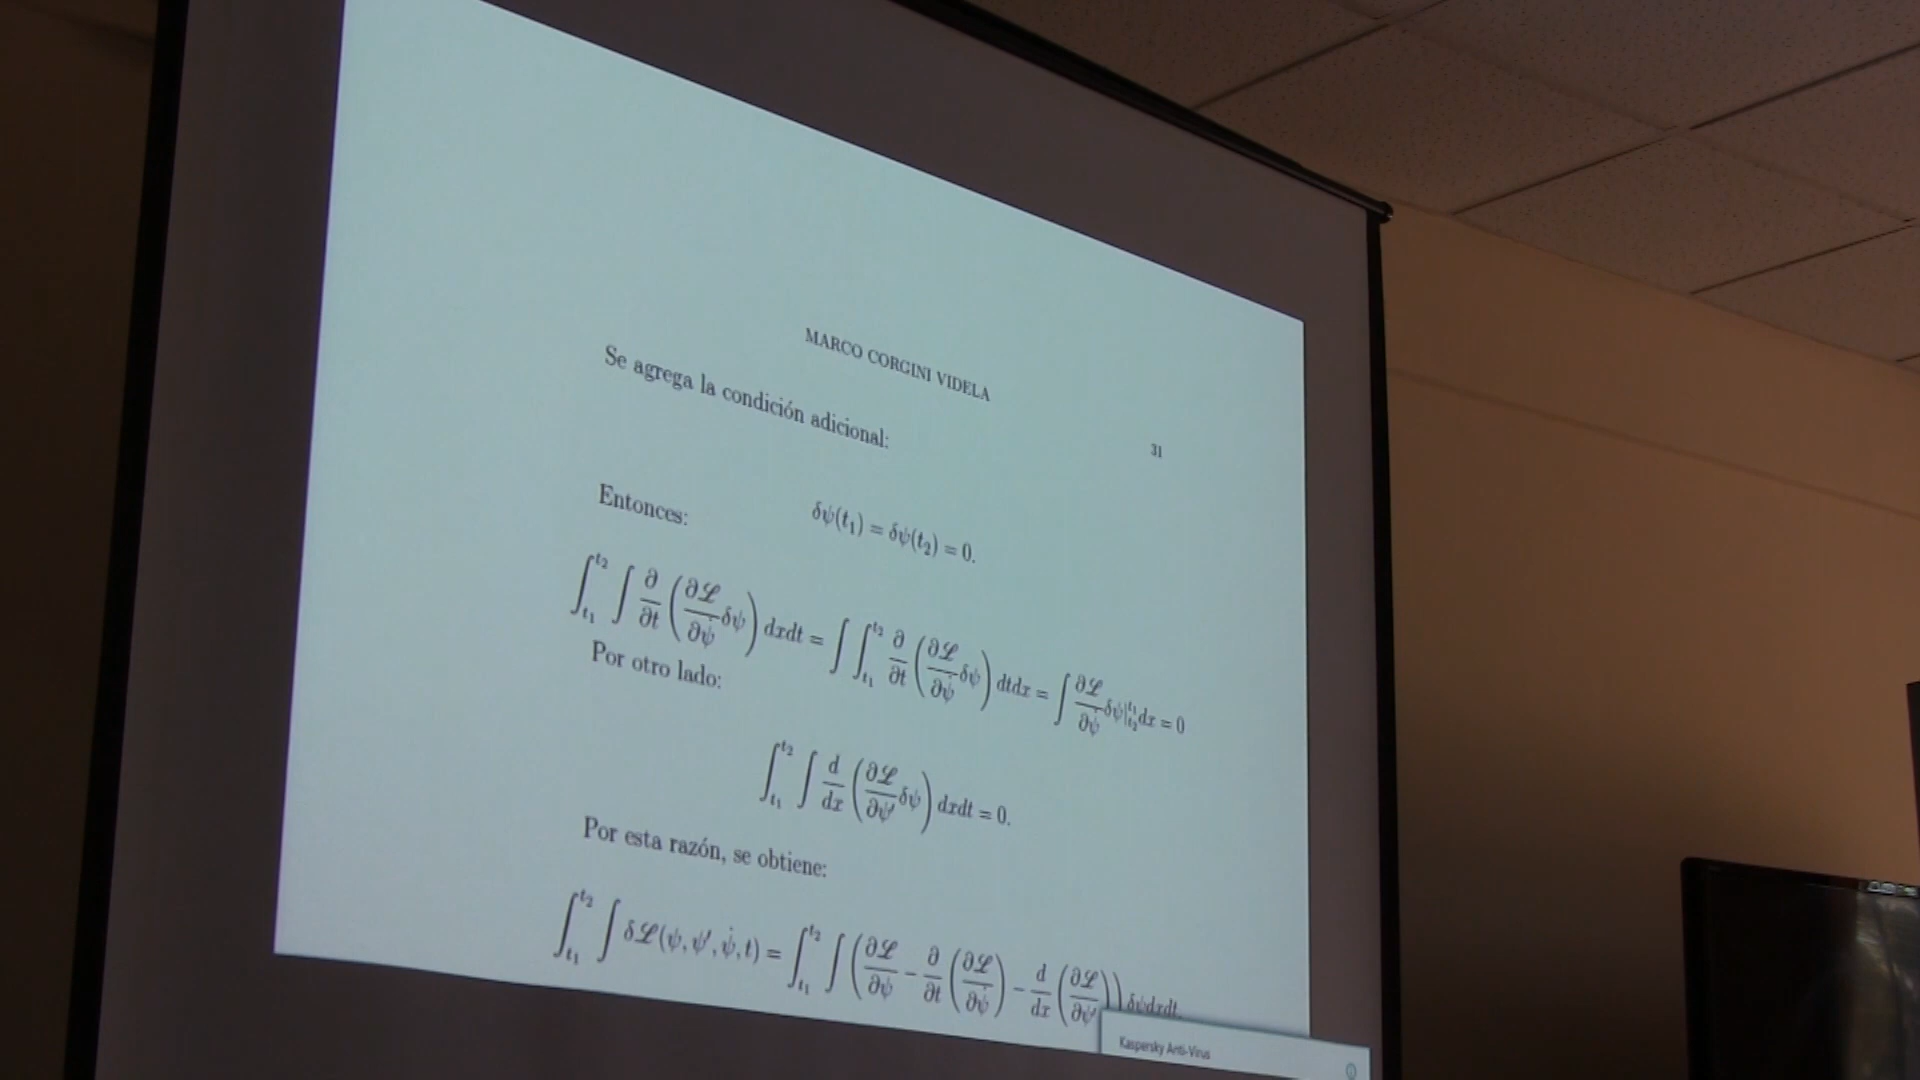 MARCO CORGINI VIDELA
31
Se agrega la condición adicional:
δψ(t₁) = δψ(t₂) = 0.
Entonces:
∫_{t₁}^{t₂} ∫ ∂/∂t (∂ℒ/∂ψ̇ δψ) dxdt = ∫ ∫_{t₁}^{t₂} ∂/∂t (∂ℒ/∂ψ̇ δψ) dtdx = ∫ ∂ℒ/∂ψ̇ δψ|_{t₂}^{t₁} dx = 0
Por otro lado:
∫_{t₁}^{t₂} ∫ d/dx (∂ℒ/∂ψ′ δψ) dxdt = 0.
Por esta razón, se obtiene:
∫_{t₁}^{t₂} ∫ δℒ(ψ, ψ′, ψ̇, t) = ∫_{t₁}^{t₂} ∫ (∂ℒ/∂ψ − ∂/∂t (∂ℒ/∂ψ̇) − d/dx (∂ℒ/∂ψ′)) δψdxdt.
Kaspersky Anti-Virus
ASUS